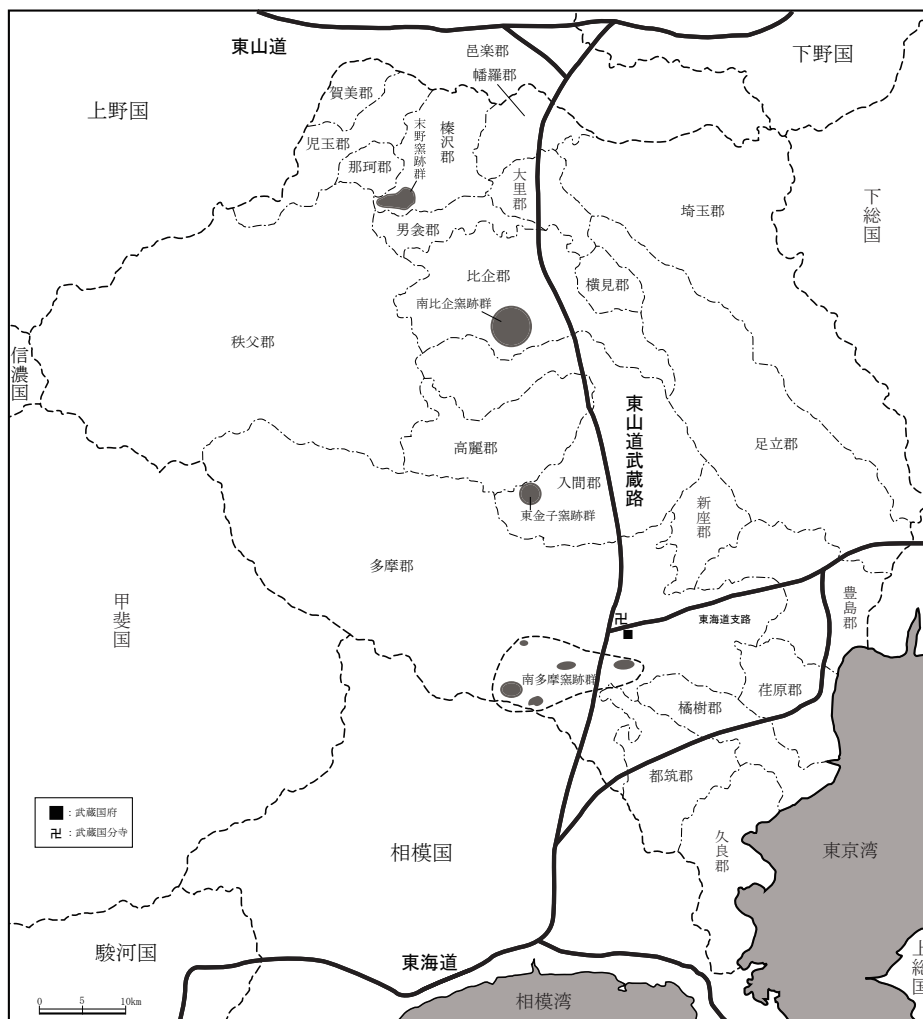 東山道
邑楽郡
幡羅郡
下野国
上野国
賀美郡
児玉郡
那珂郡
末野窯跡群
榛沢郡
大里郡
埼玉郡
下総国
男衾郡
比企郡
横見郡
南比企窯跡群
秩父郡
信濃国
東山道武蔵路
足立郡
高麗郡
入間郡
新座郡
東金子窯跡群
多摩郡
甲斐国
豊島郡
卍
東海道支路
南多摩窯跡群
荏原郡
橘樹郡
都筑郡
久良郡
■：武蔵国府
卍：武蔵国分寺
相模国
東京湾
駿河国
東海道
上総国
相模湾
0 5 10km